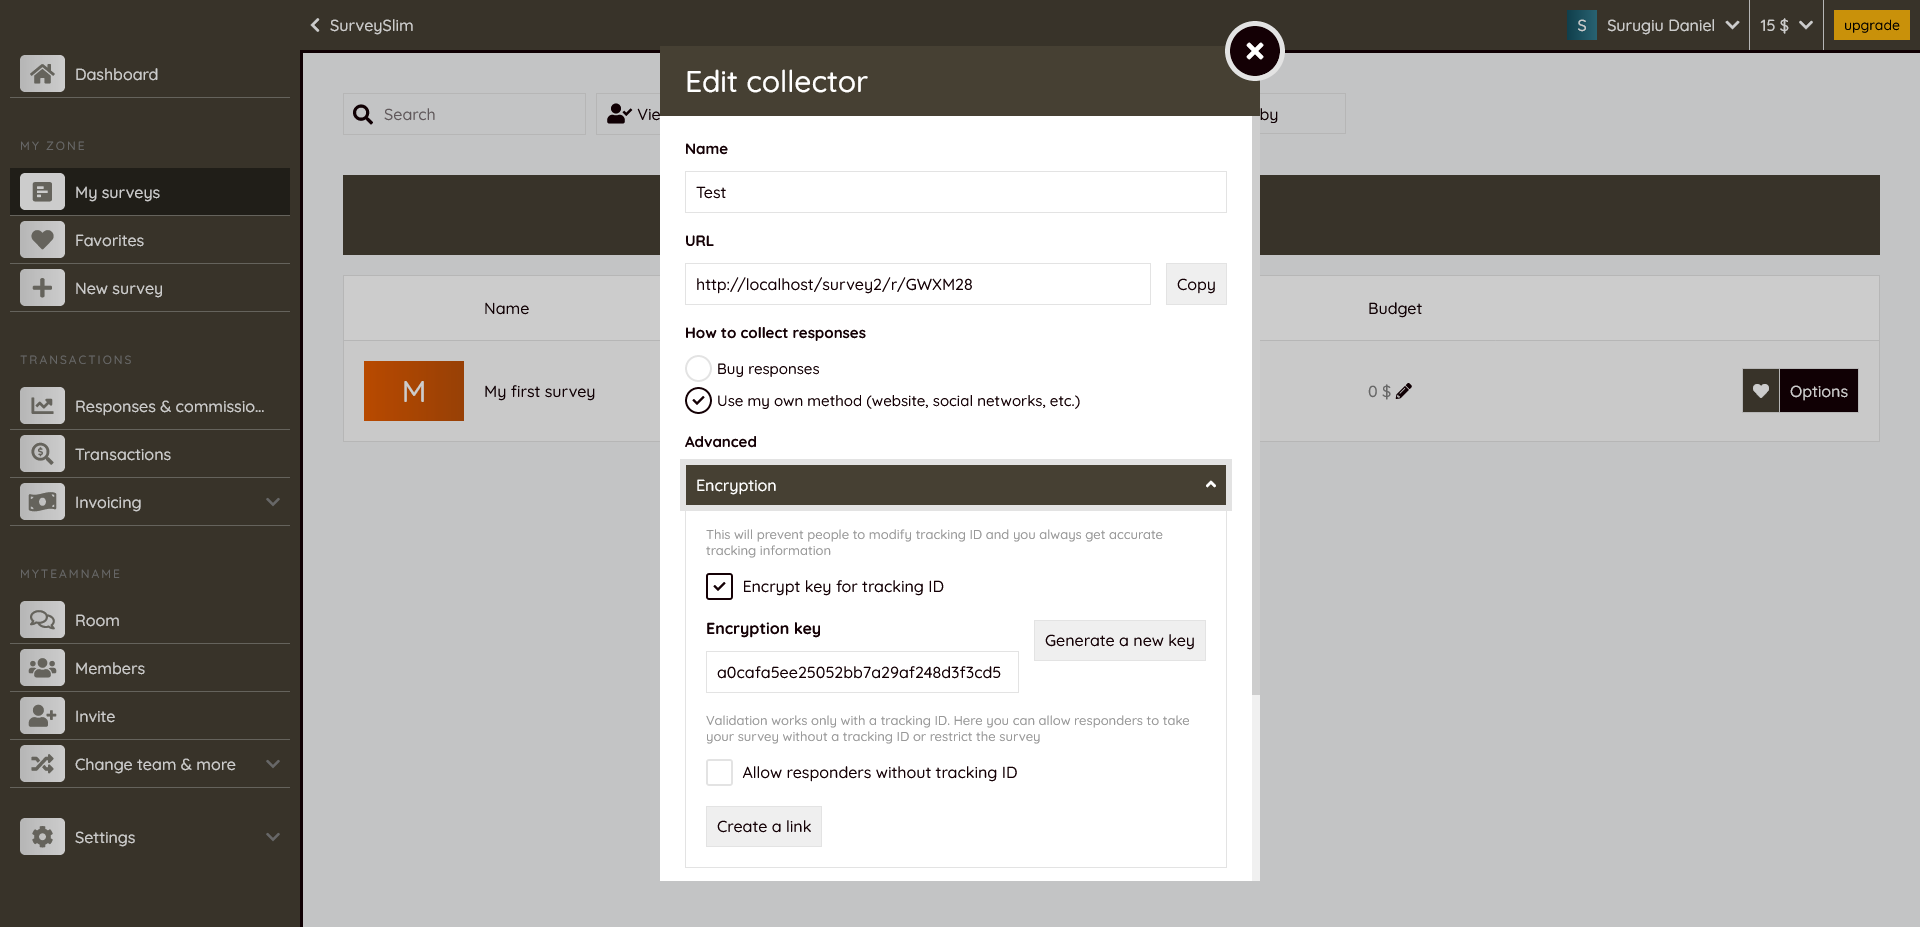 SurveySlim
S
Surugiu Daniel
15 $
upgrade
Dashboard
MY ZONE
My surveys
Favorites
New survey
TRANSACTIONS
Responses & commissio...
Transactions
Invoicing
MYTEAMNAME
Room
Members
Invite
Change team & more
Settings
Search
Vie
by
Name
Budget
M
My first survey
0 $
Options
Edit collector
Name
Test
URL
http://localhost/survey2/r/GWXM28
Copy
How to collect responses
Buy responses
Use my own method (website, social networks, etc.)
Advanced
Encryption
This will prevent people to modify tracking ID and you always get accurate
tracking information
Encrypt key for tracking ID
Encryption key
Generate a new key
a0cafa5ee25052bb7a29af248d3f3cd5
Validation works only with a tracking ID. Here you can allow responders to take
your survey without a tracking ID or restrict the survey
Allow responders without tracking ID
Create a link